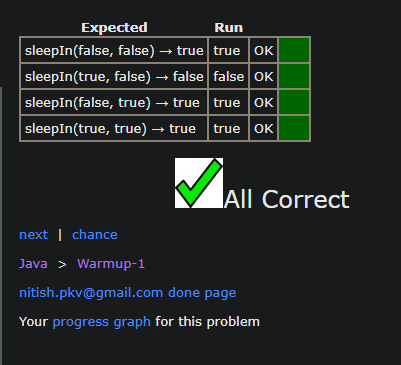 Expected Run
sleepIn(false, false) → true true OK
sleepIn(true, false) → false false OK
sleepIn(false, true) → true true OK
sleepIn(true, true) → true true OK
All Correct
next | chance
Java > Warmup-1
nitish.pkv@gmail.com done page
Your progress graph for this problem